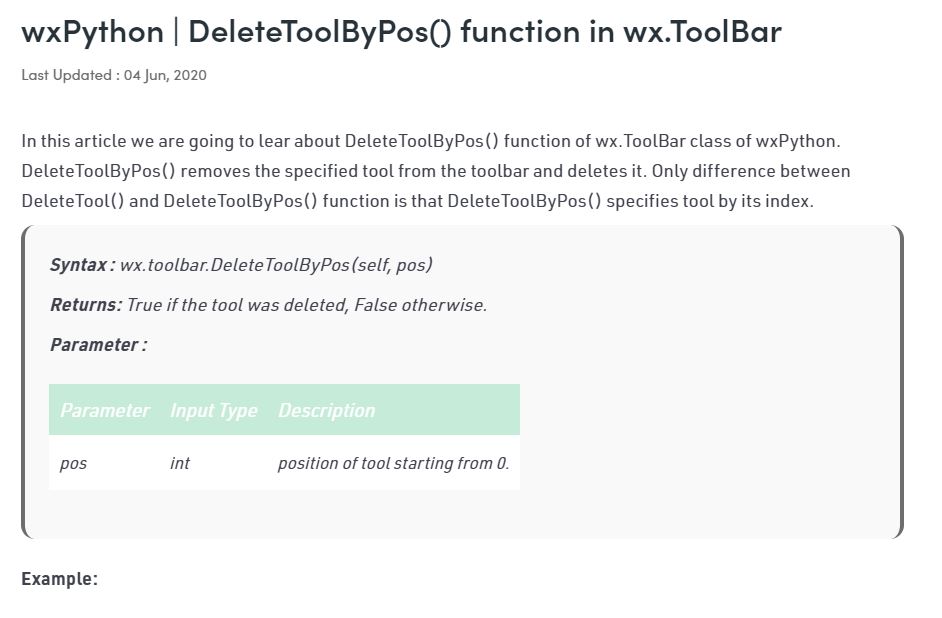 wxPython | DeleteToolByPos() function in wx.ToolBar
Last Updated : 04 Jun, 2020
In this article we are going to lear about DeleteToolByPos() function of wx.ToolBar class of wxPython.
DeleteToolByPos() removes the specified tool from the toolbar and deletes it. Only difference between
DeleteTool() and DeleteToolByPos() function is that DeleteToolByPos() specifies tool by its index.
Syntax : wx.toolbar.DeleteToolByPos(self, pos)
Returns: True if the tool was deleted, False otherwise.
Parameter :
Parameter Input Type Description
pos int position of tool starting from 0.
Example: